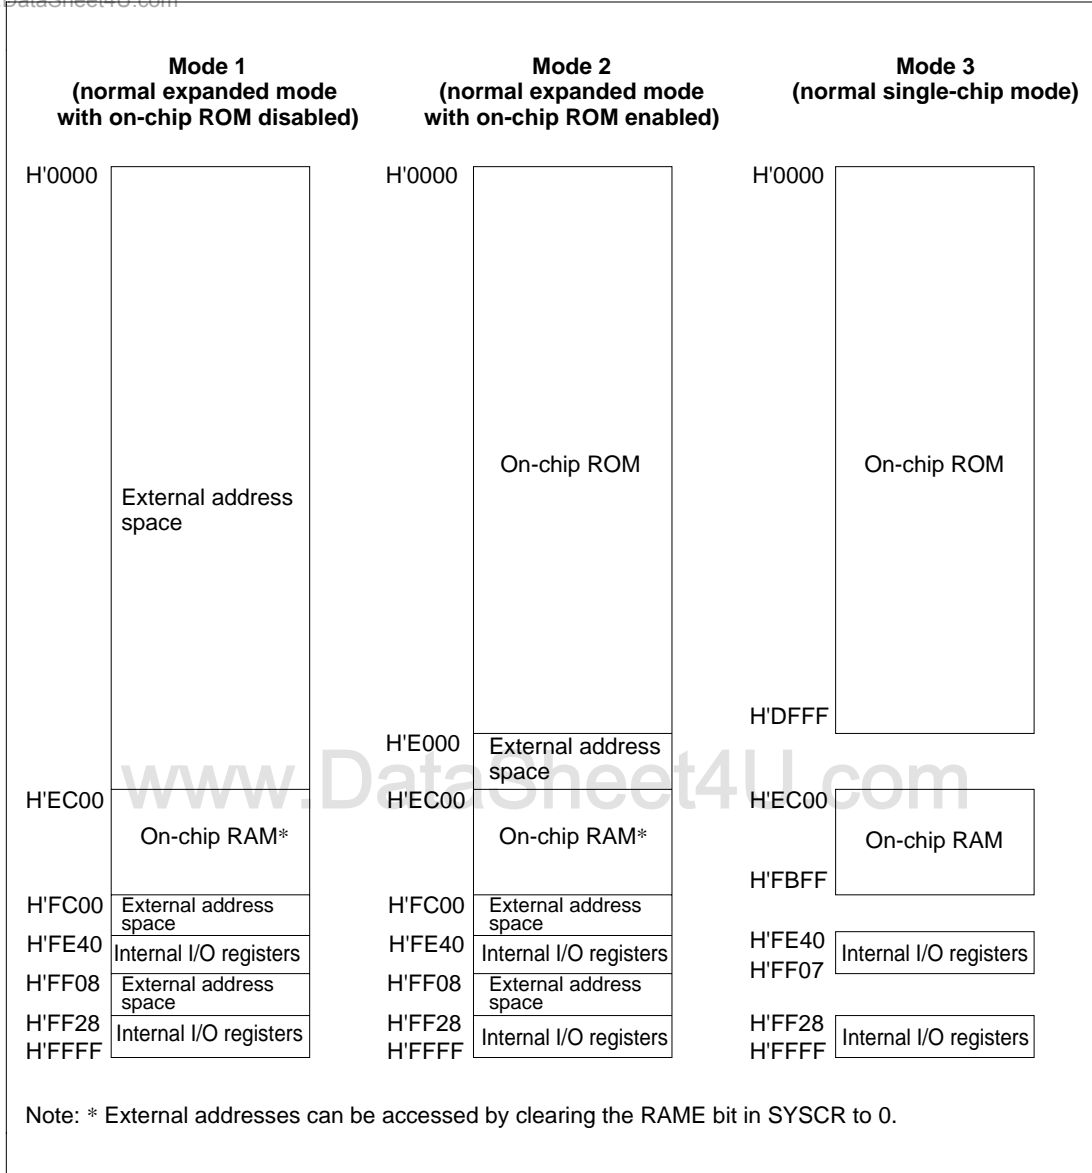 DataSheet4U.com
Mode 1
(normal expanded mode
with on-chip ROM disabled)
H'0000
External address
space
H'EC00
On-chip RAM*
H'FC00
External address
space
H'FE40
Internal I/O registers
H'FF08
External address
space
H'FF28
Internal I/O registers
H'FFFF
Mode 2
(normal expanded mode
with on-chip ROM enabled)
H'0000
On-chip ROM
H'E000
External address
space
H'EC00
On-chip RAM*
H'FC00
External address
space
H'FE40
Internal I/O registers
H'FF08
External address
space
H'FF28
Internal I/O registers
H'FFFF
Mode 3
(normal single-chip mode)
H'0000
On-chip ROM
H'DFFF
H'EC00
On-chip RAM
H'FBFF
H'FE40
Internal I/O registers
H'FF07
H'FF28
Internal I/O registers
H'FFFF
www.DataSheet4U.com
Note: * External addresses can be accessed by clearing the RAME bit in SYSCR to 0.